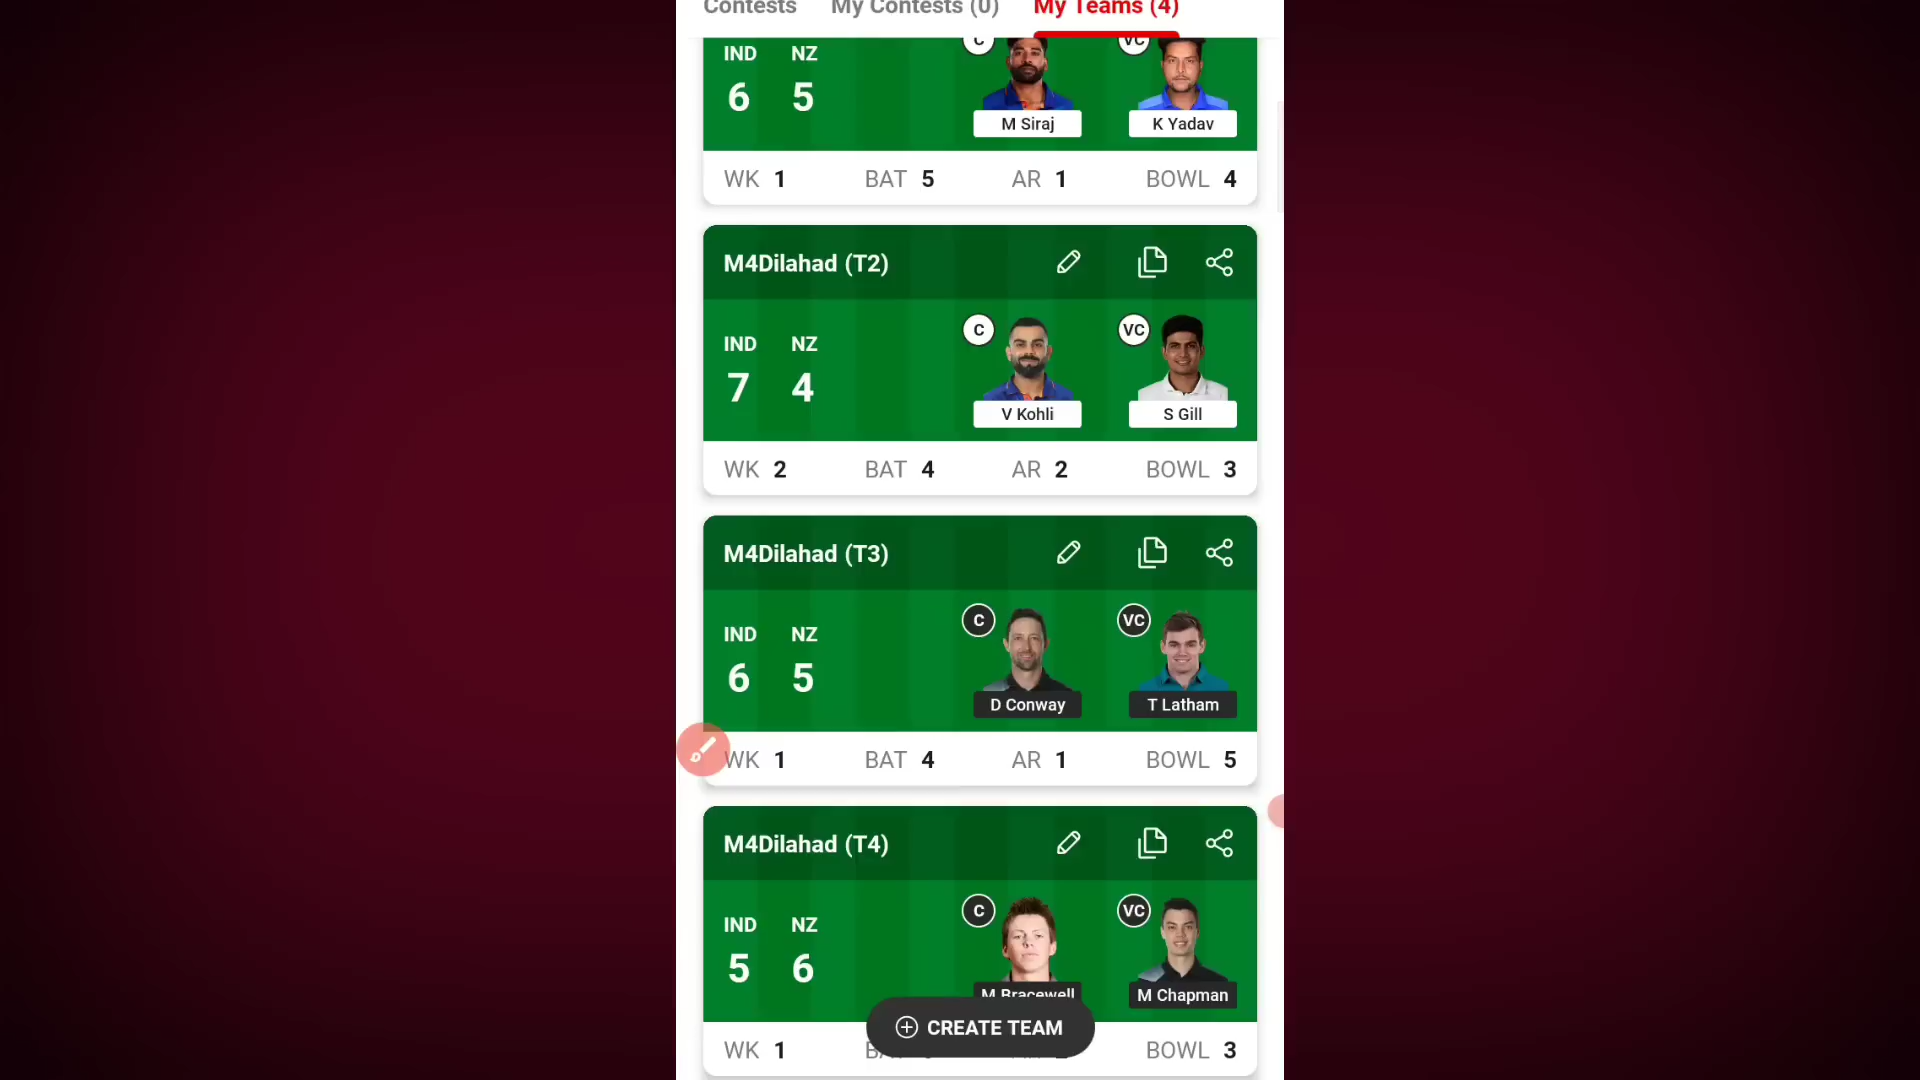 Contests My Contests (0) My Teams (4)
IND NZ C VC
6 5
M Siraj K Yadav
WK 1 BAT 5 AR 1 BOWL 4
M4Dilahad (T2)
C VC
IND NZ
7 4
V Kohli S Gill
WK 2 BAT 4 AR 2 BOWL 3
M4Dilahad (T3)
C VC
IND NZ
6 5
D Conway T Latham
WK 1 BAT 4 AR 1 BOWL 5
M4Dilahad (T4)
C VC
IND NZ
5 6
M Bracewell M Chapman
CREATE TEAM
WK 1 BOWL 3